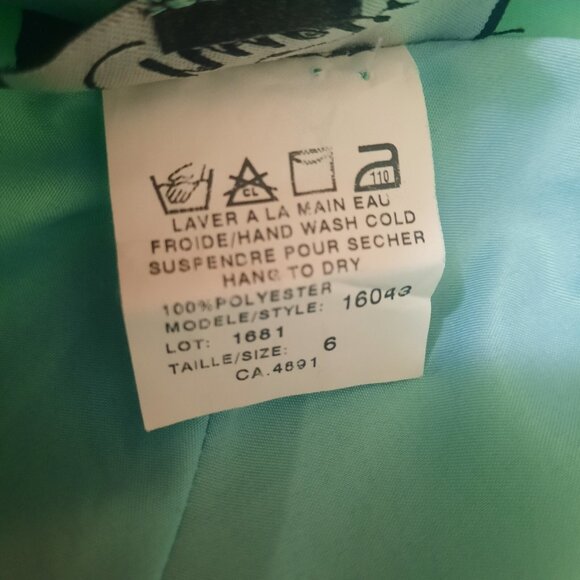 CL
110
LAVER A LA MAIN EAU
FROIDE/HAND WASH COLD
SUSPENDRE POUR SECHER
HANG TO DRY
100%POLYESTER
MODELE/STYLE: 16043
LOT: 1681
TAILLE/SIZE: 6
CA.4891